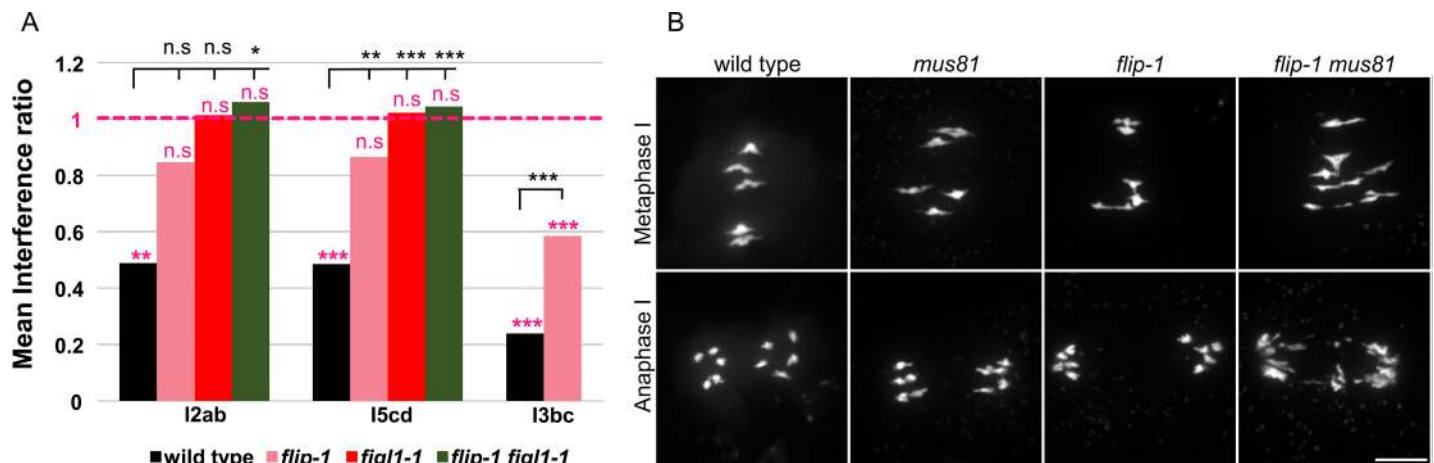 A
Mean Interference ratio
n.s n.s *
** *** ***
1.2
1
0.8
0.6
0.4
0.2
0
** n.s n.s n.s
*** n.s n.s n.s
***
*** ***
I2ab I5cd I3bc
wild type flip-1 figl1-1 flip-1 figl1-1
B
wild type mus81 flip-1 flip-1 mus81
Metaphase I
Anaphase I